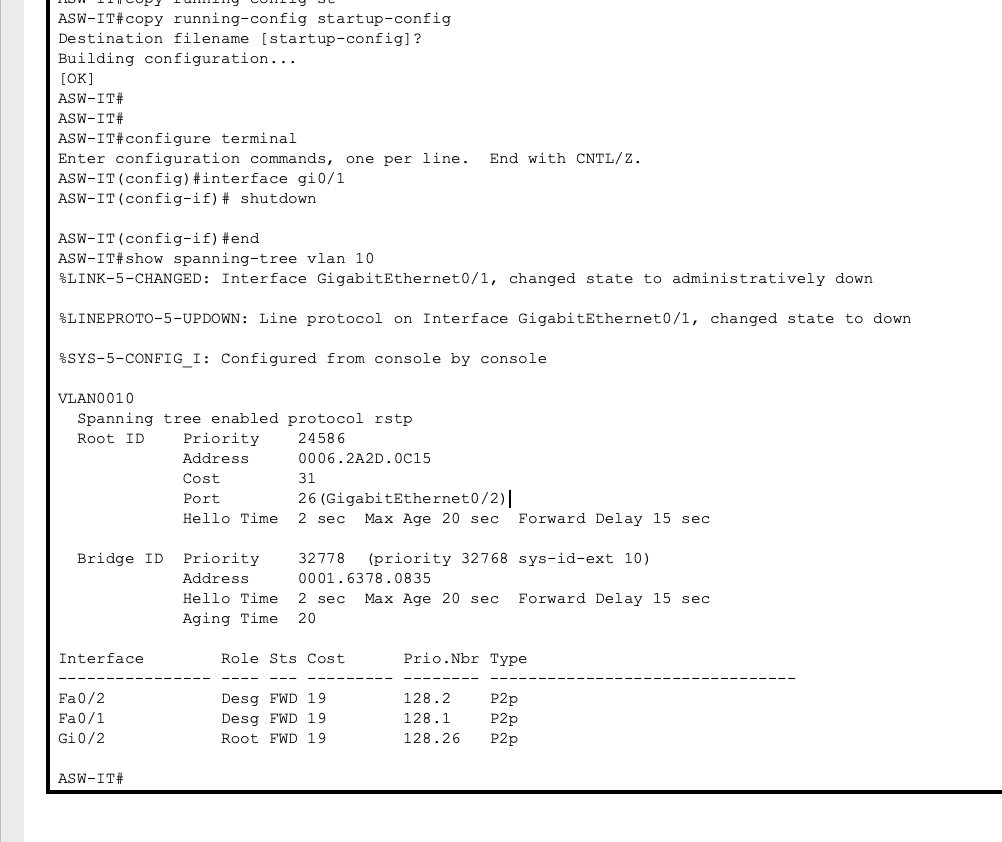 ASW-IT#copy running-config st
ASW-IT#copy running-config startup-config
Destination filename [startup-config]?
Building configuration...
[OK]
ASW-IT#
ASW-IT#
ASW-IT#configure terminal
Enter configuration commands, one per line.  End with CNTL/Z.
ASW-IT(config)#interface gi0/1
ASW-IT(config-if)# shutdown
ASW-IT(config-if)#end
ASW-IT#show spanning-tree vlan 10
%LINK-5-CHANGED: Interface GigabitEthernet0/1, changed state to administratively down
%LINEPROTO-5-UPDOWN: Line protocol on Interface GigabitEthernet0/1, changed state to down
%SYS-5-CONFIG_I: Configured from console by console
VLAN0010
  Spanning tree enabled protocol rstp
  Root ID    Priority    24586
             Address     0006.2A2D.0C15
             Cost        31
             Port        26(GigabitEthernet0/2)
             Hello Time  2 sec  Max Age 20 sec  Forward Delay 15 sec
  Bridge ID  Priority    32778  (priority 32768 sys-id-ext 10)
             Address     0001.6378.0835
             Hello Time  2 sec  Max Age 20 sec  Forward Delay 15 sec
             Aging Time  20
Interface        Role Sts Cost      Prio.Nbr Type
---------------- ---- --- --------- -------- --------------------------------
Fa0/2            Desg FWD 19        128.2    P2p
Fa0/1            Desg FWD 19        128.1    P2p
Gi0/2            Root FWD 19        128.26   P2p
ASW-IT#